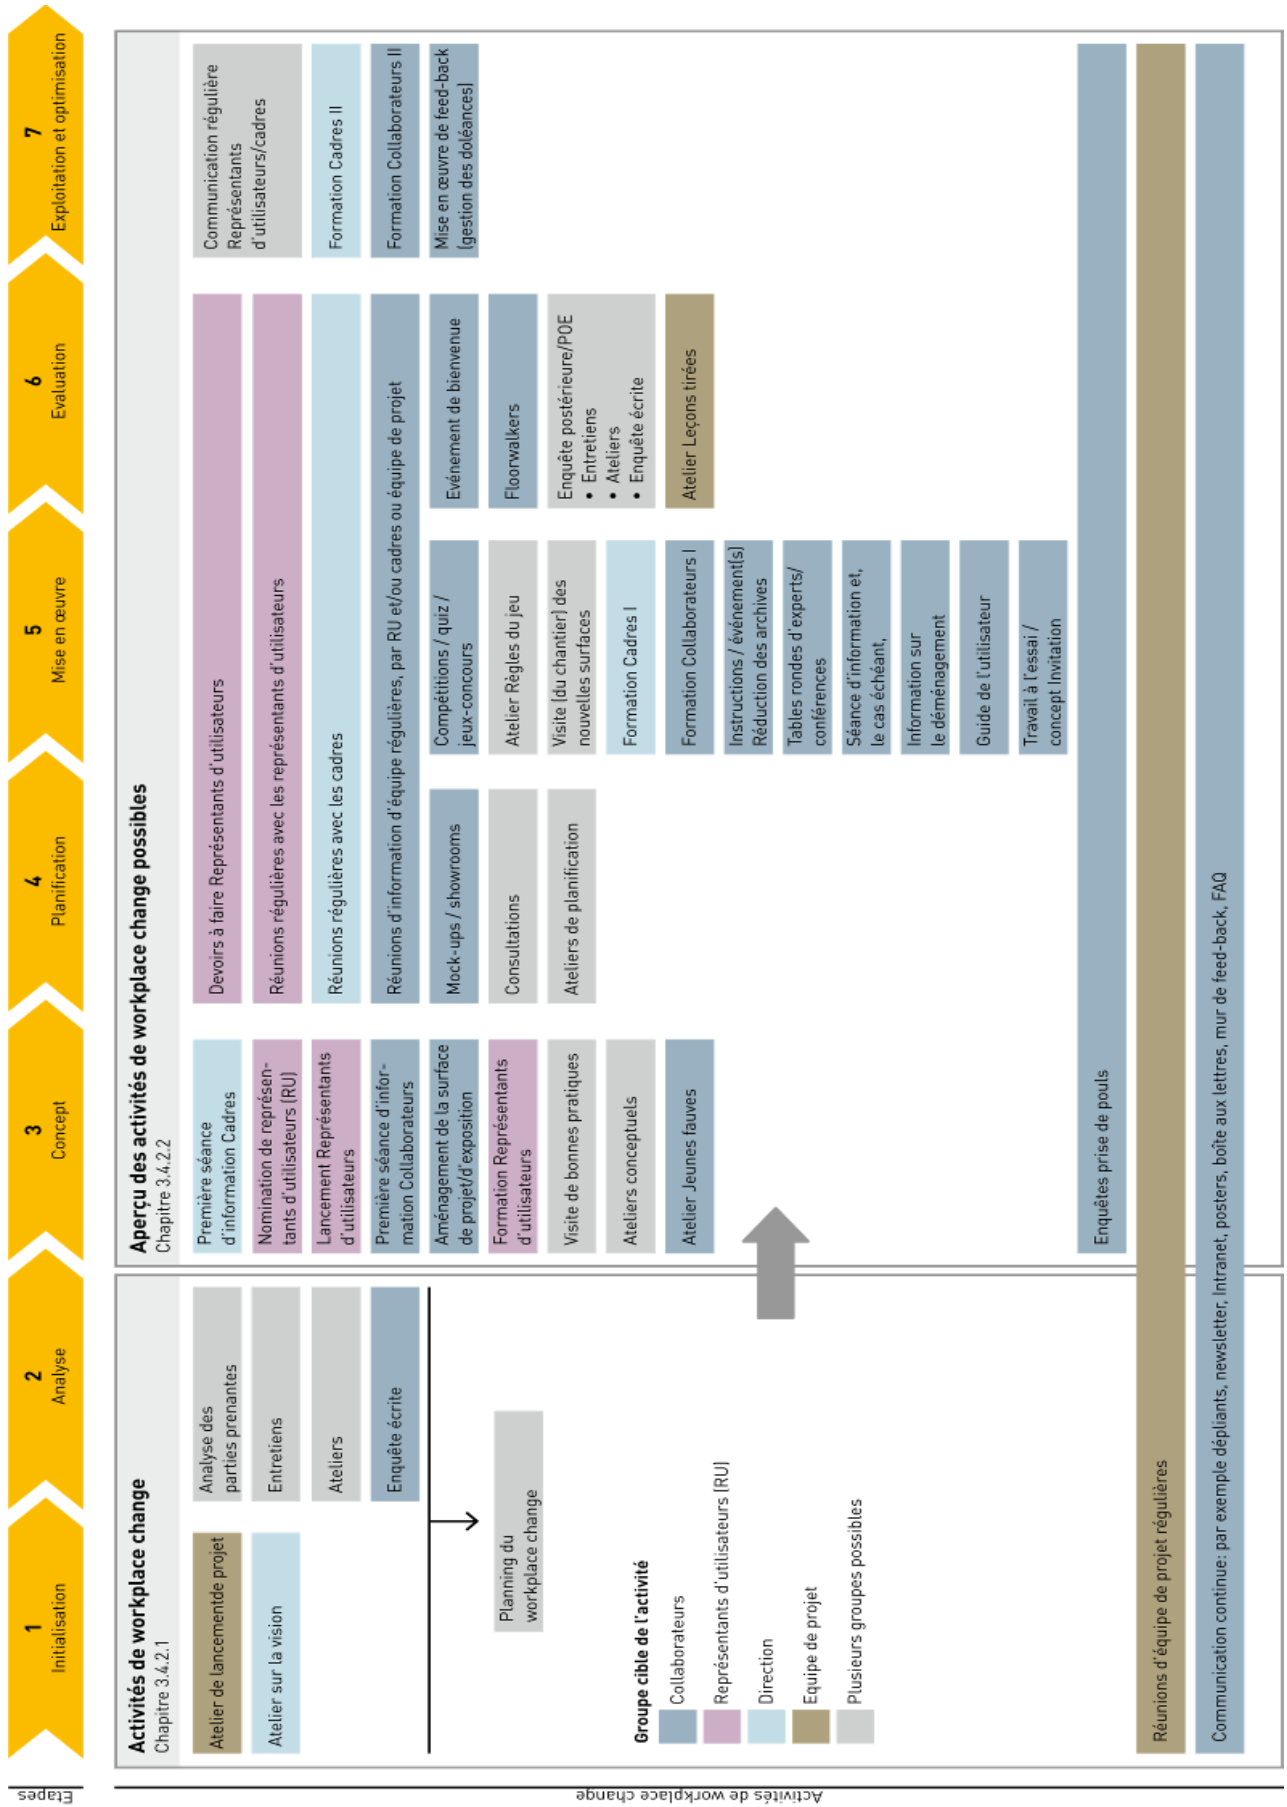 Etapes
1
Initialisation
2
Analyse
3
Concept
4
Planification
5
Mise en œuvre
6
Evaluation
7
Exploitation et optimisation
Activités de workplace change
Activités de workplace change
Chapitre 3.4.2.1
Atelier de lancementde projet
Atelier sur la vision
Analyse des
parties prenantes
Entretiens
Ateliers
Enquête écrite
Planning du
workplace change
Groupe cible de l'activité
Collaborateurs
Représentants d'utilisateurs (RU)
Direction
Equipe de projet
Plusieurs groupes possibles
Aperçu des activités de workplace change possibles
Chapitre 3.4.2.2
Première séance
d'information Cadres
Nomination de représen-
tants d'utilisateurs (RU)
Lancement Représentants
d'utilisateurs
Première séance d'infor-
mation Collaborateurs
Aménagement de la surface
de projet/d'exposition
Formation Représentants
d'utilisateurs
Visite de bonnes pratiques
Ateliers conceptuels
Atelier Jeunes fauves
Devoirs à faire Représentants d'utilisateurs
Réunions régulières avec les représentants d'utilisateurs
Réunions régulières avec les cadres
Réunions d'information d'équipe régulières, par RU et/ou cadres ou équipe de projet
Mock-ups / showrooms
Consultations
Ateliers de planification
Compétitions / quiz /
jeux-concours
Atelier Règles du jeu
Visite (du chantier) des
nouvelles surfaces
Formation Cadres I
Formation Collaborateurs I
Instructions / événement(s)
Réduction des archives
Tables rondes d'experts/
conférences
Séance d'information et,
le cas échéant,
Information sur
le déménagement
Guide de l'utilisateur
Travail à l'essai /
concept Invitation
Evénement de bienvenue
Floorwalkers
Enquête postérieure/POE
• Entretiens
• Ateliers
• Enquête écrite
Atelier Leçons tirées
Communication régulière
Représentants
d'utilisateurs/cadres
Formation Cadres II
Formation Collaborateurs II
Mise en œuvre de feed-back
(gestion des doléances)
Enquêtes prise de pouls
Réunions d'équipe de projet régulières
Communication continue: par exemple dépliants, newsletter, Intranet, posters, boîte aux lettres, mur de feed-back, FAQ